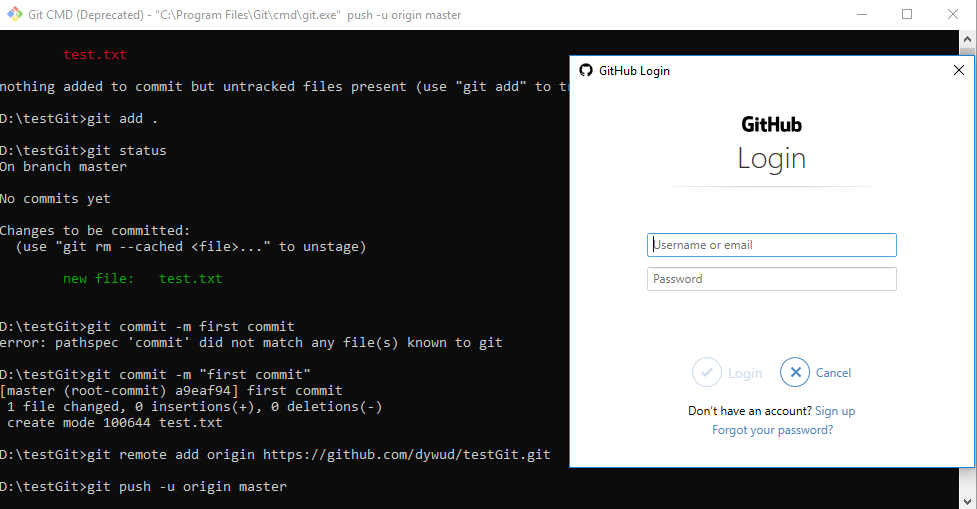 Git CMD (Deprecated) - "C:\Program Files\Git\cmd\git.exe" push -u origin master
test.txt
nothing added to commit but untracked files present (use "git add" to
D:\testGit>git add .
D:\testGit>git status
On branch master
No commits yet
Changes to be committed:
(use "git rm --cached <file>..." to unstage)
new file: test.txt
D:\testGit>git commit -m first commit
error: pathspec 'commit' did not match any file(s) known to git
D:\testGit>git commit -m "first commit"
[master (root-commit) a9eaf94] first commit
1 file changed, 0 insertions(+), 0 deletions(-)
create mode 100644 test.txt
D:\testGit>git remote add origin https://github.com/dywud/testGit.git
D:\testGit>git push -u origin master
GitHub Login
GitHub
Login
Username or email
Password
Login
Cancel
Don't have an account? Sign up
Forgot your password?